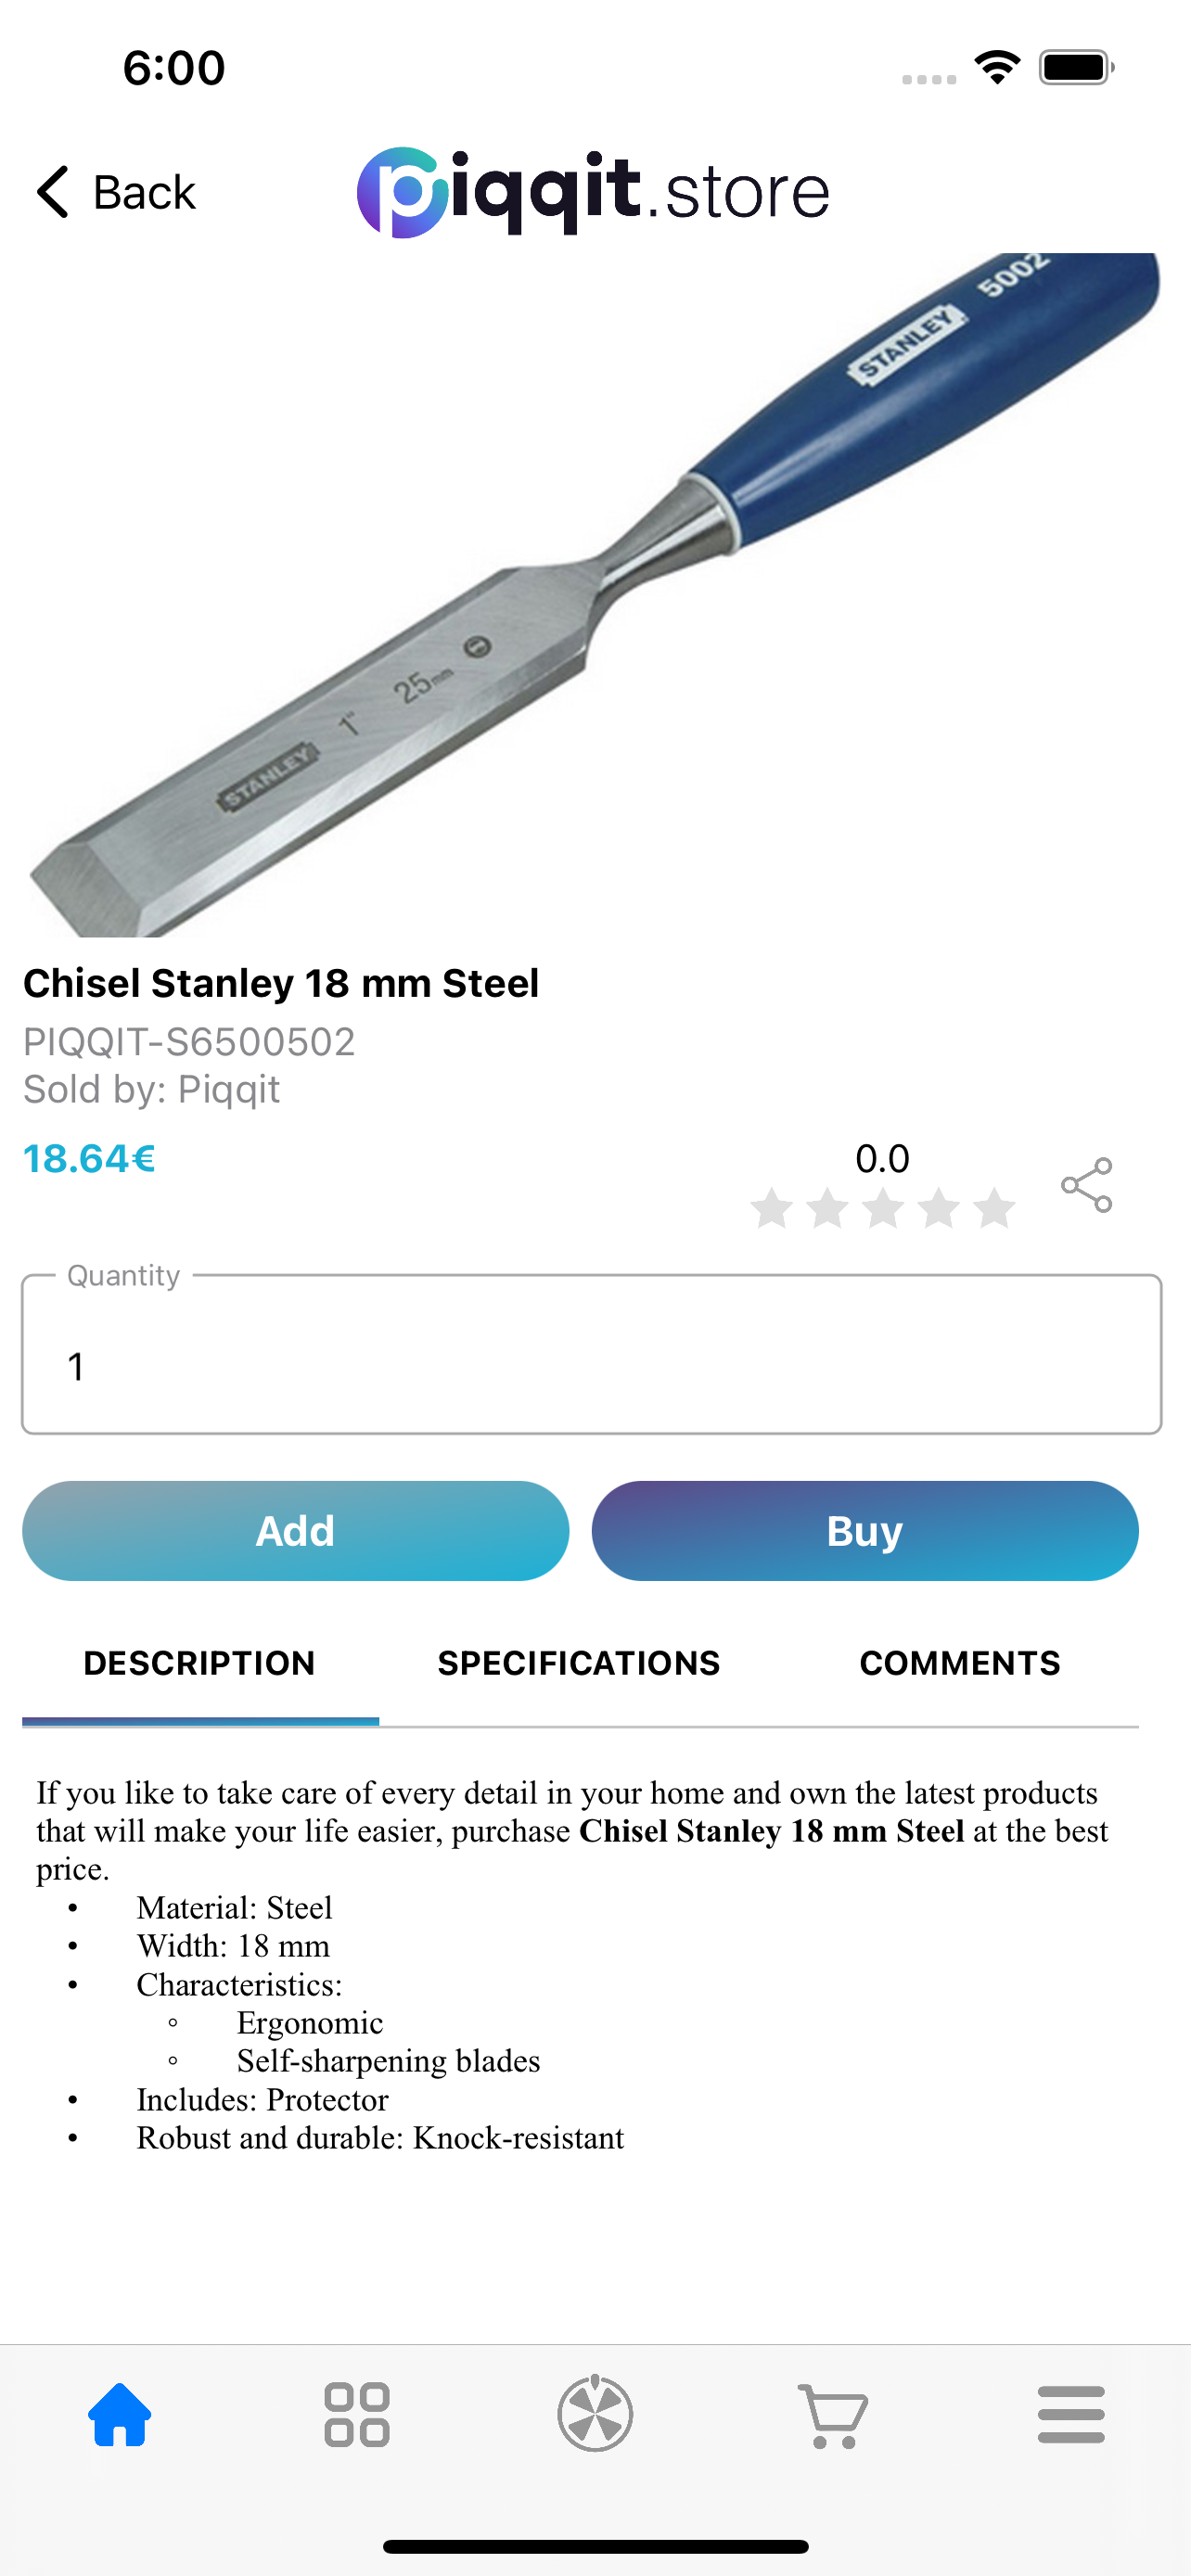 6:00
Back
piqqit.store
5002
STANLEY
25mm
1"
STANLEY
Chisel Stanley 18 mm Steel
PIQQIT-S6500502
Sold by: Piqqit
18.64€
0.0
Quantity
1
Add
Buy
DESCRIPTION SPECIFICATIONS COMMENTS
If you like to take care of every detail in your home and own the latest products
that will make your life easier, purchase Chisel Stanley 18 mm Steel at the best
price.
• Material: Steel
• Width: 18 mm
• Characteristics:
◦ Ergonomic
◦ Self-sharpening blades
• Includes: Protector
• Robust and durable: Knock-resistant